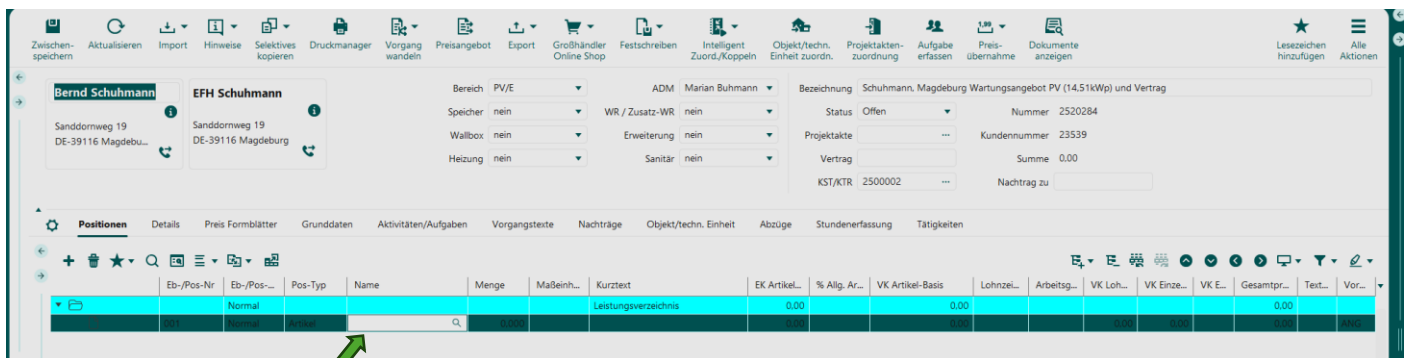 Zwischen-
speichern
Aktualisieren
Import
Hinweise
Selektives
kopieren
Druckmanager
Vorgang
wandeln
Preisangebot
Export
Großhändler
Online Shop
Festschreiben
Intelligent
Zuord./Koppeln
Objekt/techn.
Einheit zuordn.
Projektakten-
zuordnung
Aufgabe
erfassen
1,99
Preis-
übernahme
Dokumente
anzeigen
Lesezeichen
hinzufügen
Alle
Aktionen
Bernd Schuhmann
Sanddornweg 19
DE-39116 Magdebu...
EFH Schuhmann
Sanddornweg 19
DE-39116 Magdeburg
Bereich PV/E ADM Marian Buhmann Bezeichnung Schuhmann, Magdeburg Wartungsangebot PV (14,51kWp) und Vertrag
Speicher nein WR / Zusatz-WR nein Status Offen Nummer 2520284
Wallbox nein Erweiterung nein Projektakte ... Kundennummer 23539
Heizung nein Sanitär nein Vertrag Summe 0,00
KST/KTR 2500002 ... Nachtrag zu
Positionen Details Preis Formblätter Grunddaten Aktivitäten/Aufgaben Vorgangstexte Nachträge Objekt/techn. Einheit Abzüge Stundenerfassung Tätigkeiten
Eb-/Pos-Nr Eb-/Pos-... Pos-Typ Name Menge Maßeinh... Kurztext EK Artikel... % Allg. Ar... VK Artikel-Basis Lohnzei... Arbeitsg... VK Loh... VK Einze... VK E... Gesamtpr... Text... Vor...
Normal Leistungsverzeichnis 0,00 0,00 0,00
001 Normal Artikel 0,000 0,00 0,00 0,00 0,00 0,00 ANG